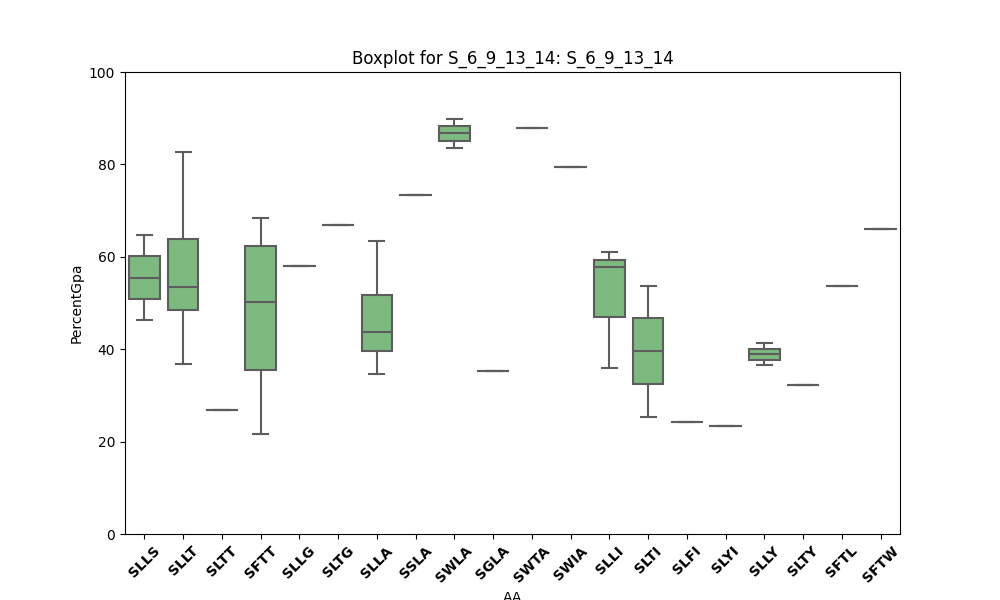 Boxplot for S_6_9_13_14: S_6_9_13_14
100
80
60
40
20
0
PercentGpa
SLLS SLLT SLTT SFTT SLLG SLTG SLLA SSLA SWLA SGLA SWTA SWIA SLLI SLTI SLFI SLYI SLLY SLTY SFTL SFTW
AA